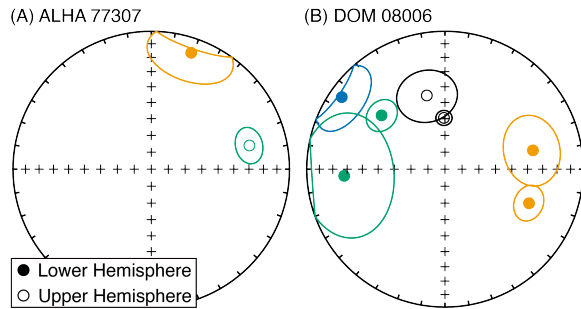 (A) ALHA 77307
(B) DOM 08006
Lower Hemisphere
Upper Hemisphere